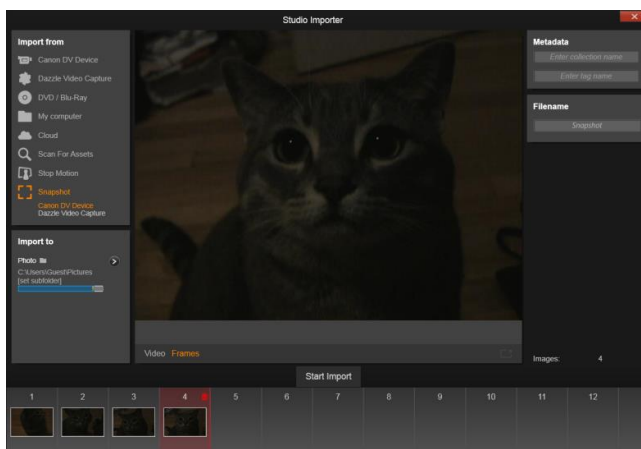 Studio Importer
Import from
Canon DV Device
Dazzle Video Capture
DVD / Blu-Ray
My computer
Cloud
Scan For Assets
Stop Motion
Snapshot
Canon DV Device
Dazzle Video Capture
Import to
Photo
C:\Users\Guest\Pictures
[set subfolder]
Metadata
Enter collection name
Enter tag name
Filename
Snapshot
Video Frames
Images: 4
Start Import
1 2 3 4 5 6 7 8 9 10 11 12